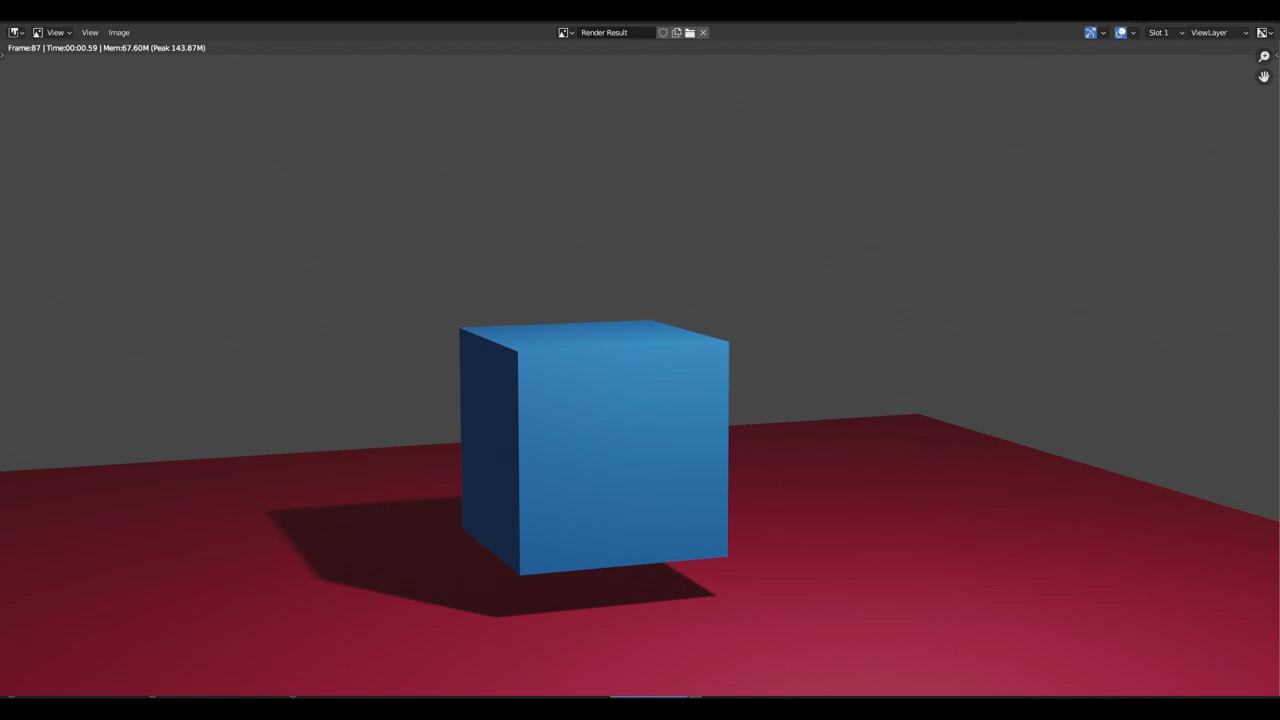 View View Image Render Result Slot 1 ViewLayer
Frame:87 | Time:00:00.59 | Mem:67.60M (Peak 143.87M)